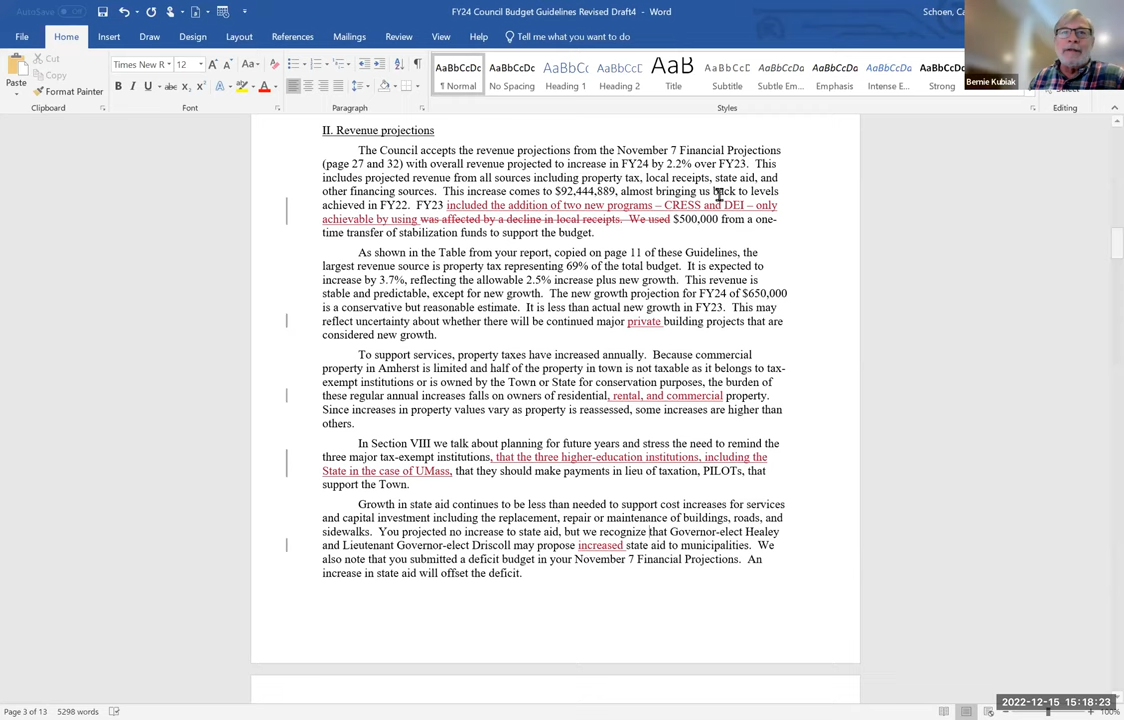 AutoSave Off FY24 Council Budget Guidelines Revised Draft4 - Word Schoen, Ca
File Home Insert Draw Design Layout References Mailings Review View Help Tell me what you want to do
Bernie Kubiak
Paste Cut Copy Format Painter
Times New R 12 Aa
B I U abc X₂ X² A A
AaBbCcDc AaBbCcDc AaBbCcD AaBbCcD AaB AaBbCcD AaBbCcDc AaBbCcDc AaBbCcDc AaBbCcDc
¶ Normal No Spacing Heading 1 Heading 2 Title Subtitle Subtle Em... Emphasis Intense E... Strong
Clipboard Font Paragraph Styles Editing
II. Revenue projections
The Council accepts the revenue projections from the November 7 Financial Projections
(page 27 and 32) with overall revenue projected to increase in FY24 by 2.2% over FY23. This
includes projected revenue from all sources including property tax, local receipts, state aid, and
other financing sources. This increase comes to $92,444,889, almost bringing us back to levels
achieved in FY22. FY23 included the addition of two new programs – CRESS and DEI – only
achievable by using was affected by a decline in local receipts. We used $500,000 from a one-
time transfer of stabilization funds to support the budget.
As shown in the Table from your report, copied on page 11 of these Guidelines, the
largest revenue source is property tax representing 69% of the total budget. It is expected to
increase by 3.7%, reflecting the allowable 2.5% increase plus new growth. This revenue is
stable and predictable, except for new growth. The new growth projection for FY24 of $650,000
is a conservative but reasonable estimate. It is less than actual new growth in FY23. This may
reflect uncertainty about whether there will be continued major private building projects that are
considered new growth.
To support services, property taxes have increased annually. Because commercial
property in Amherst is limited and half of the property in town is not taxable as it belongs to tax-
exempt institutions or is owned by the Town or State for conservation purposes, the burden of
these regular annual increases falls on owners of residential, rental, and commercial property.
Since increases in property values vary as property is reassessed, some increases are higher than
others.
In Section VIII we talk about planning for future years and stress the need to remind the
three major tax-exempt institutions, that the three higher-education institutions, including the
State in the case of UMass, that they should make payments in lieu of taxation, PILOTs, that
support the Town.
Growth in state aid continues to be less than needed to support cost increases for services
and capital investment including the replacement, repair or maintenance of buildings, roads, and
sidewalks. You projected no increase to state aid, but we recognize that Governor-elect Healey
and Lieutenant Governor-elect Driscoll may propose increased state aid to municipalities. We
also note that you submitted a deficit budget in your November 7 Financial Projections. An
increase in state aid will offset the deficit.
Page 3 of 13 5298 words 2022-12-15 15:18:23 100%